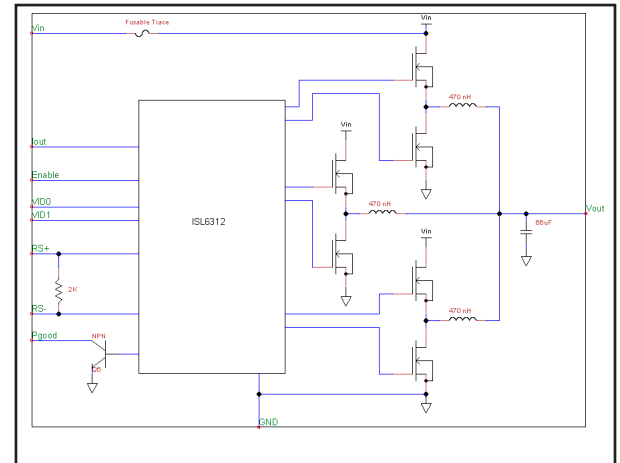 Vin
Fusable Trace
Vin
470 nH
Iout
Enable
VID0
VID1
ISL6312
Vin
470 nH
Vout
66uF
RS+
2K
RS-
Vin
470 nH
Pgood
NPN
Q6
GND